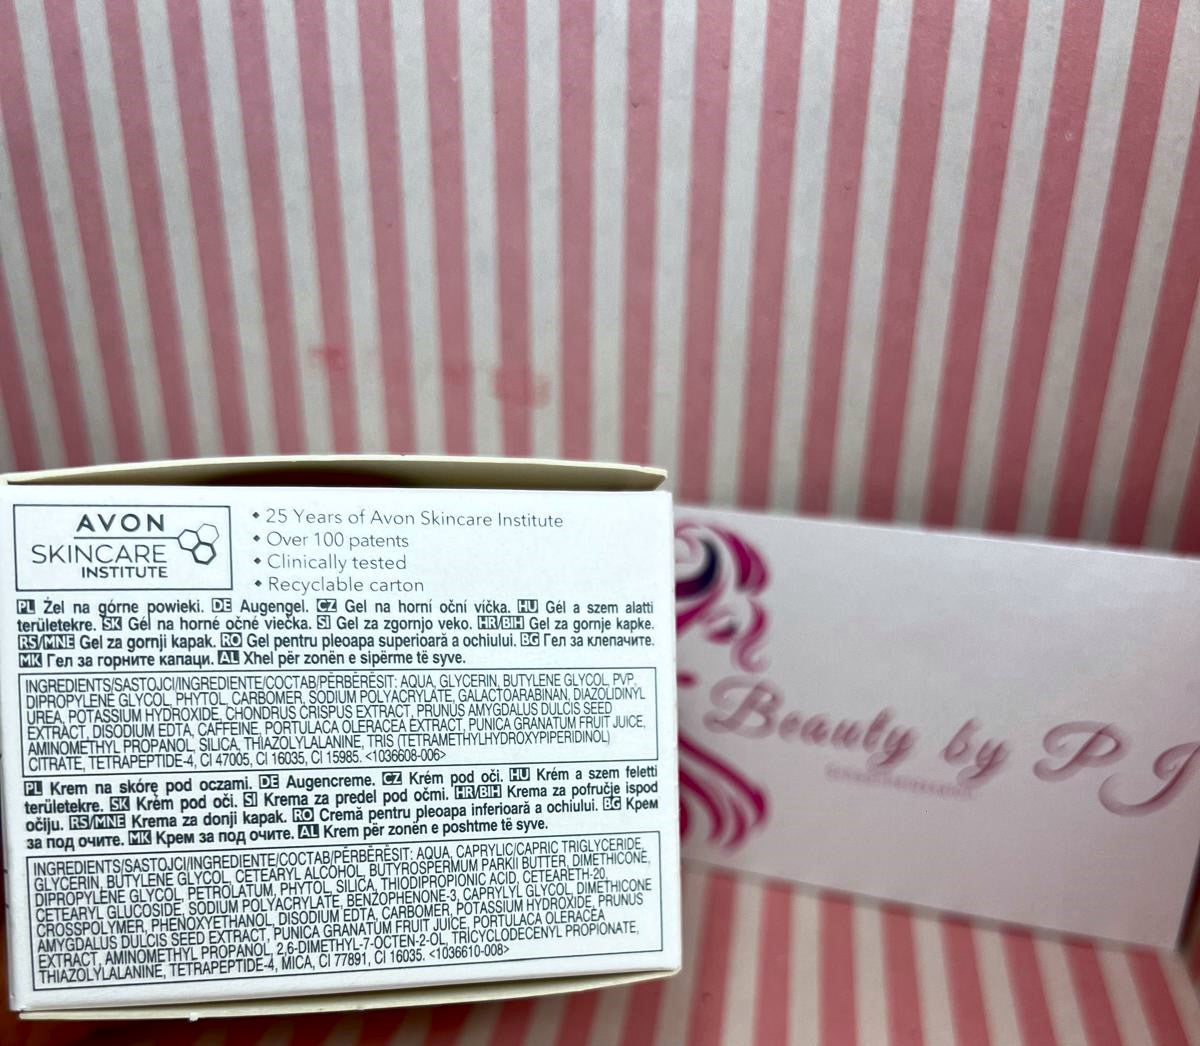 AVON
SKINCARE
INSTITUTE
25 Years of Avon Skincare Institute
Over 100 patents
Clinically tested
Recyclable carton
PL Żel na górne powieki. DE Augengel. CZ Gel na horní oční víčka. HU Gél a szem alatti
területekre. SK Gél na horné očné viečka. SI Gel za zgornjo veko. HR/BIH Gel za gornje kapke.
RS/MNE Gel za gornji kapak. RO Gel pentru pleoapa superioară a ochiului. BG Гел за клепачите.
MK Гел за горните капаци. AL Xhel për zonën e sipërme të syve.
INGREDIENTS/SASTOJCI/INGREDIENTE/СОСТАВ/PËRBËRËSIT: AQUA, GLYCERIN, BUTYLENE GLYCOL, PVP,
DIPROPYLENE GLYCOL, PHYTOL, CARBOMER, SODIUM POLYACRYLATE, GALACTOARABINAN, DIAZOLIDINYL
UREA, POTASSIUM HYDROXIDE, CHONDRUS CRISPUS EXTRACT, PRUNUS AMYGDALUS DULCIS SEED
EXTRACT, DISODIUM EDTA, CAFFEINE, PORTULACA OLERACEA EXTRACT, PUNICA GRANATUM FRUIT JUICE,
AMINOMETHYL PROPANOL, SILICA, THIAZOLYLALANINE, TRIS (TETRAMETHYLHYDROXYPIPERIDINOL)
CITRATE, TETRAPEPTIDE-4, CI 47005, CI 16035, CI 15985. <1036608-006>
PL Krem na skórę pod oczami. DE Augencreme. CZ Krém pod oči. HU Krém a szem feletti
területekre. SK Krém pod oči. SI Krema za predel pod očmi. HR/BIH Krema za područje ispod
očiju. RS/MNE Krema za donji kapak. RO Cremă pentru pleoapa inferioară a ochiului. BG Крем
за под очите. MK Крем за под очите. AL Krem për zonën e poshtme të syve.
INGREDIENTS/SASTOJCI/INGREDIENTE/СОСТАВ/PËRBËRËSIT: AQUA, CAPRYLIC/CAPRIC TRIGLYCERIDE,
GLYCERIN, BUTYLENE GLYCOL, CETEARYL ALCOHOL, BUTYROSPERMUM PARKII BUTTER, DIMETHICONE,
DIPROPYLENE GLYCOL, PETROLATUM, PHYTOL, SILICA, THIODIPROPIONIC ACID, CETEARETH-20,
CETEARYL GLUCOSIDE, SODIUM POLYACRYLATE, BENZOPHENONE-3, CAPRYLYL GLYCOL, DIMETHICONE
CROSSPOLYMER, PHENOXYETHANOL, DISODIUM EDTA, CARBOMER, POTASSIUM HYDROXIDE, PRUNUS
AMYGDALUS DULCIS SEED EXTRACT, PUNICA GRANATUM FRUIT JUICE, PORTULACA OLERACEA
EXTRACT, AMINOMETHYL PROPANOL, 2,6-DIMETHYL-7-OCTEN-2-OL, TRICYCLODECENYL PROPIONATE,
THIAZOLYLALANINE, TETRAPEPTIDE-4, MICA, CI 77891, CI 16035. <1036610-008>
Beauty by PJ